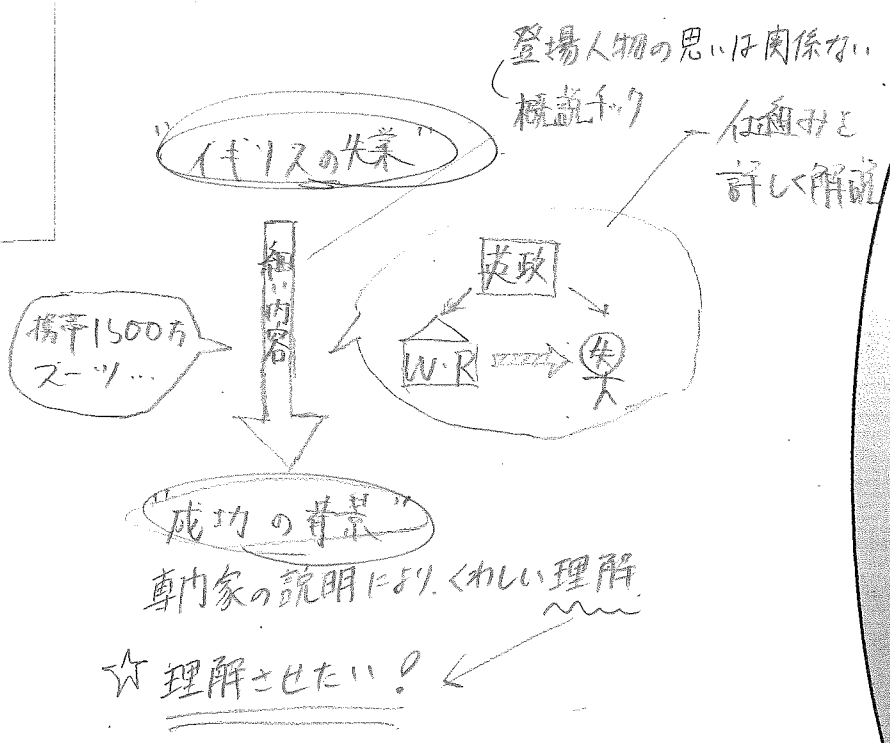 登場人物の思いは関係ない
概説チック
仕組みを
詳しく解説
"イギリスの失業"
細い内容
英政
W・R
失
携帯1500万
ズーッ…
"成功の背景"
専門家の説明により、くわしい理解
☆理解させたい!